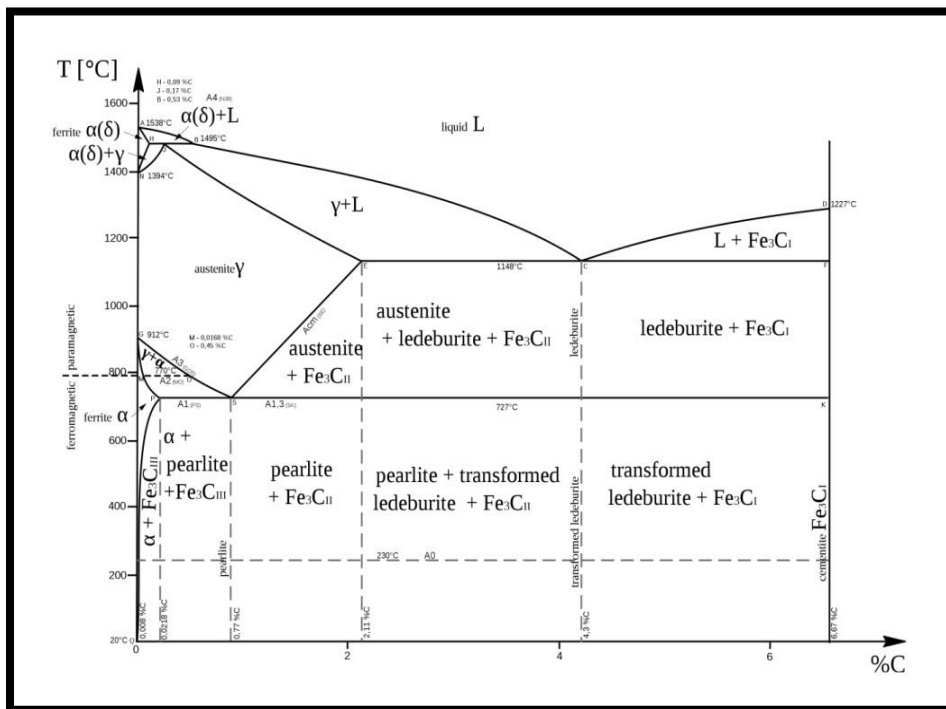 T [°C]
H - 0,09 %C
J - 0,17 %C
B - 0,53 %C
A4
1600
A 1538°C
α(δ)+L
liquid L
ferrite α(δ)
H
J
B 1495°C
α(δ)+γ
1400
N 1394°C
γ+L
D 1227°C
1200
L + Fe3CI
austenite γ
E
1148°C
C
F
1000
Acm
austenite
+ ledeburite + Fe3CII
ledeburite
ledeburite + Fe3CI
G 912°C
M - 0,0168 %C
O - 0,45 %C
paramagnetic
γ+α
A3
austenite
+ Fe3CII
800
770°C
A2 (MO)
O
ferromagnetic
ferrite α
P
A1 (PS)
S
A1,3 (SK)
727°C
K
600
α +
pearlite
+Fe3CIII
α + Fe3CIII
pearlite
+ Fe3CII
pearlite + transformed
ledeburite + Fe3CII
transformed
ledeburite + Fe3CI
400
pearlite
transformed ledeburite
cementite Fe3CI
230°C
A0
200
0,008 %C
0,0218 %C
0,77 %C
2,11 %C
4,3 %C
6,67 %C
20°C Q
0
2
4
6
%C